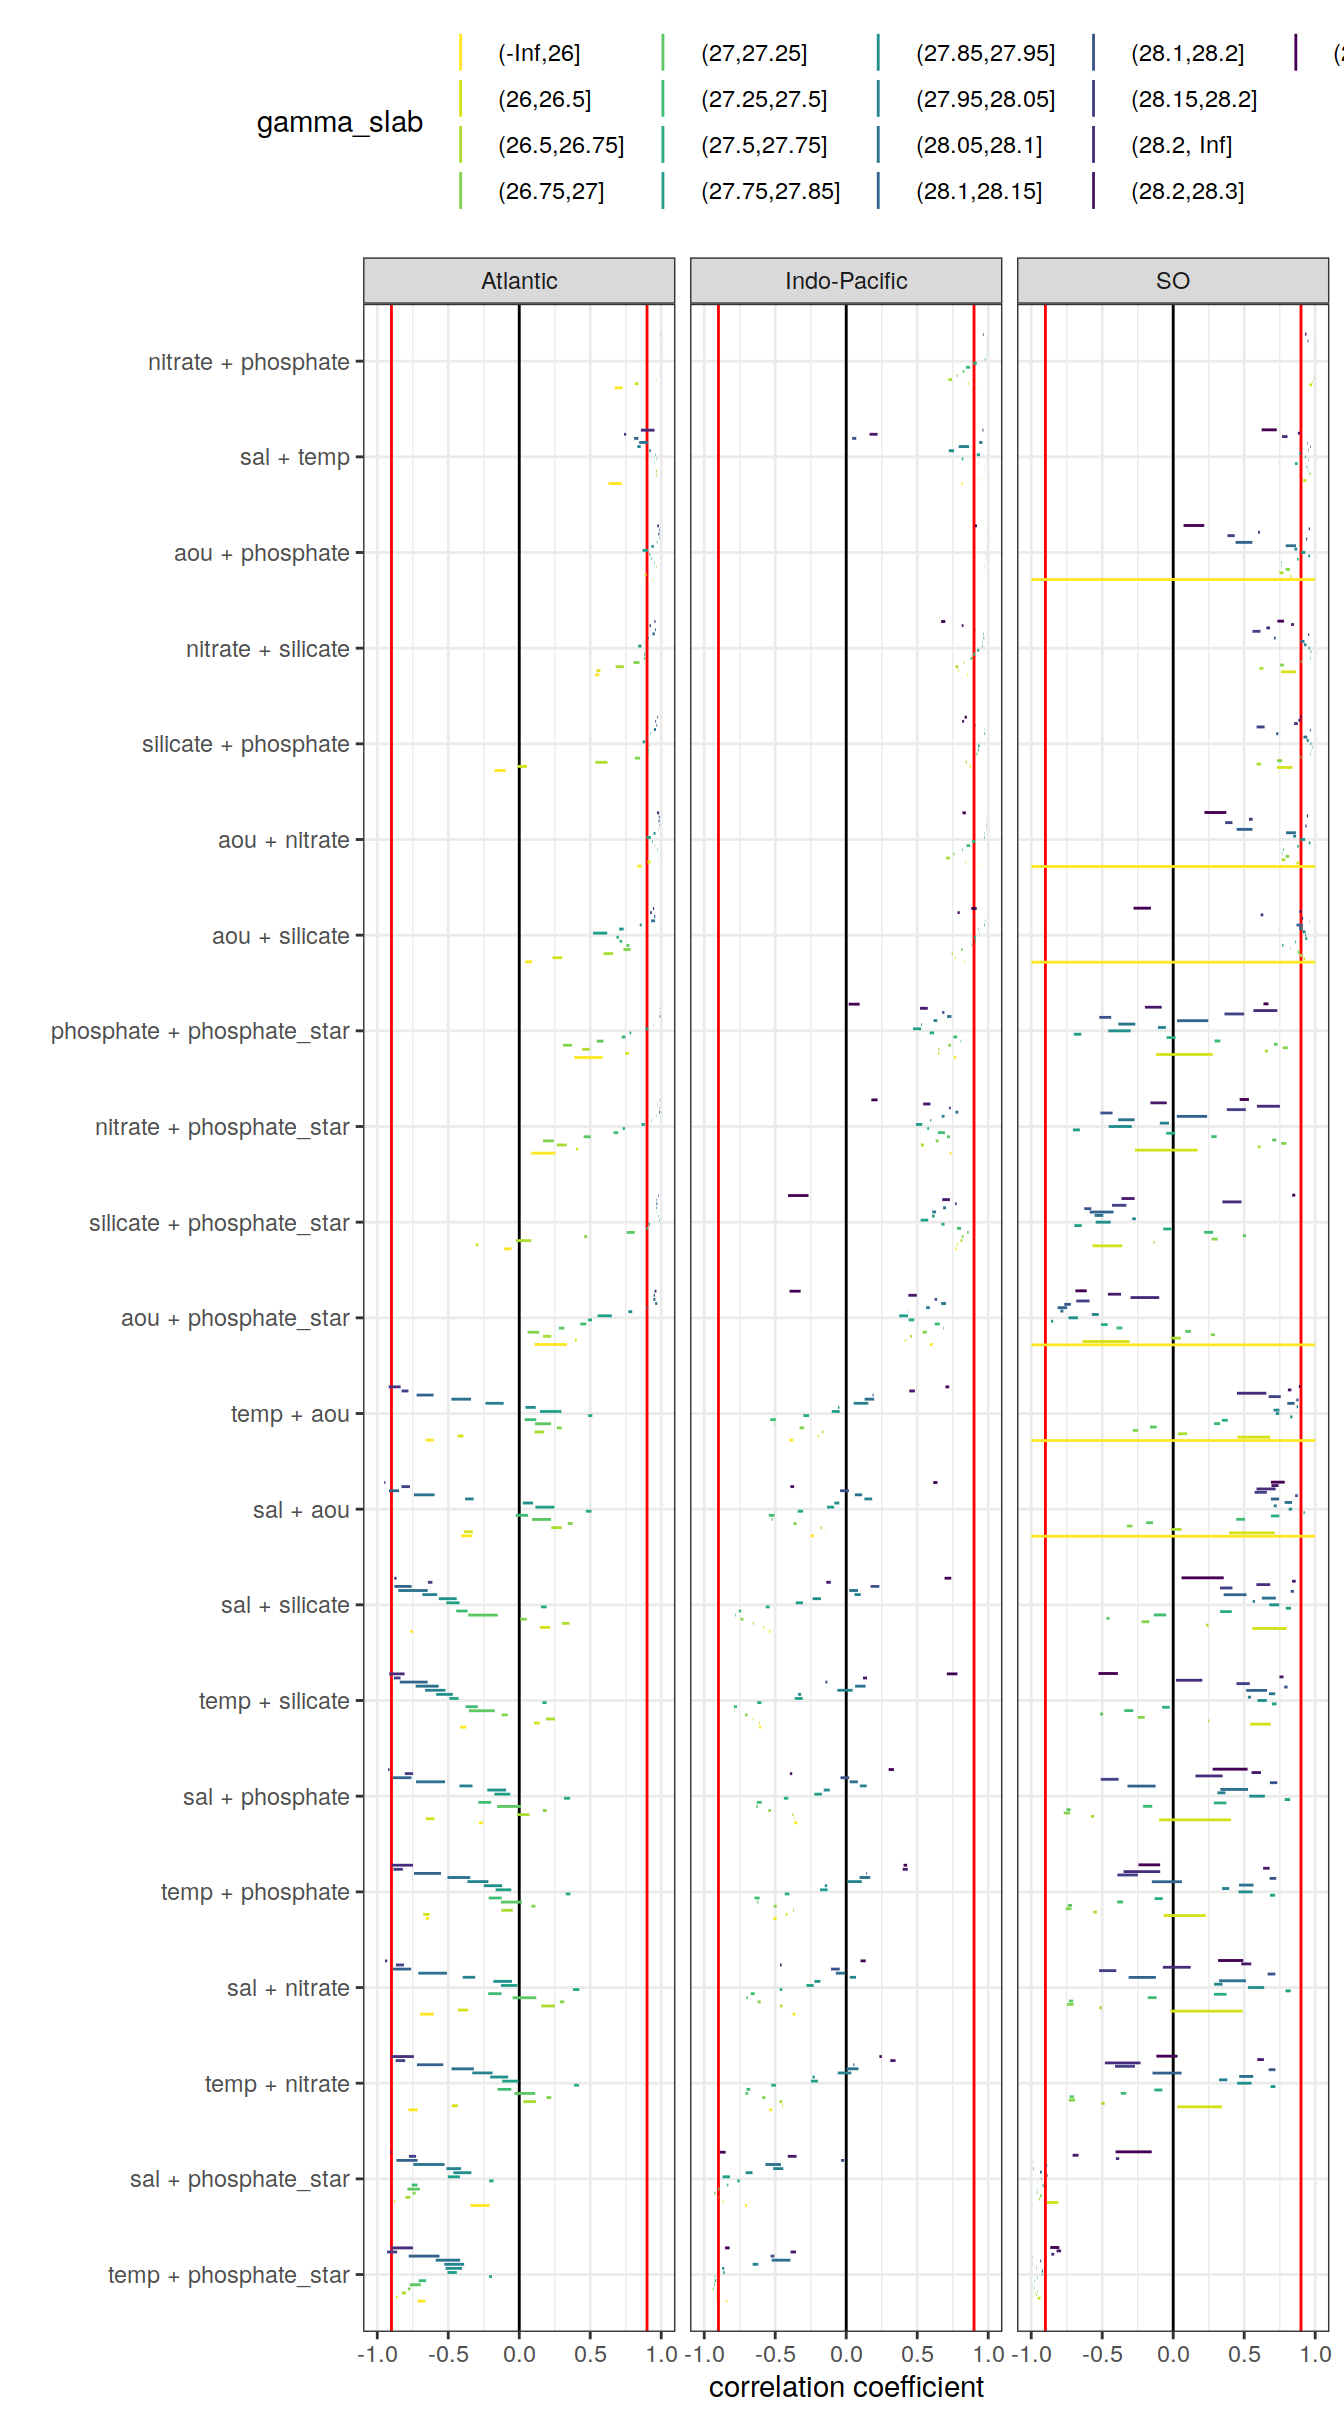 gamma_slab
(-Inf,26]
(26,26.5]
(26.5,26.75]
(26.75,27]
(27,27.25]
(27.25,27.5]
(27.5,27.75]
(27.75,27.85]
(27.85,27.95]
(27.95,28.05]
(28.05,28.1]
(28.1,28.15]
(28.1,28.2]
(28.15,28.2]
(28.2, Inf]
(28.2,28.3]
Atlantic Indo-Pacific SO
nitrate + phosphate
sal + temp
aou + phosphate
nitrate + silicate
silicate + phosphate
aou + nitrate
aou + silicate
phosphate + phosphate_star
nitrate + phosphate_star
silicate + phosphate_star
aou + phosphate_star
temp + aou
sal + aou
sal + silicate
temp + silicate
sal + phosphate
temp + phosphate
sal + nitrate
temp + nitrate
sal + phosphate_star
temp + phosphate_star
-1.0 -0.5 0.0 0.5 1.0 -1.0 -0.5 0.0 0.5 1.0 -1.0 -0.5 0.0 0.5 1.0
correlation coefficient